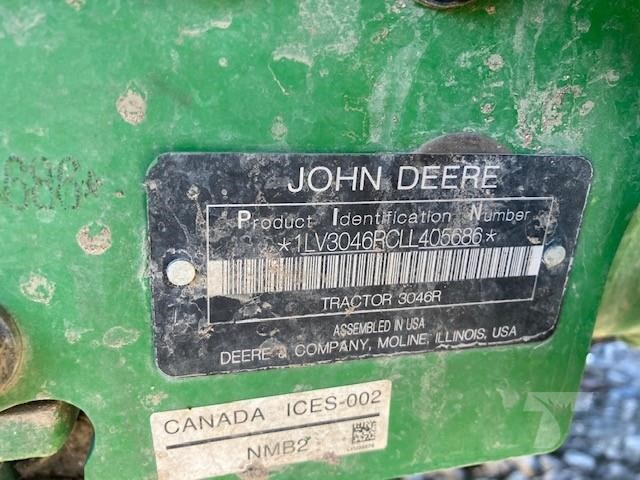 JOHN DEERE
Product Identification Number
*1LV3046RCLL405686*
TRACTOR 3046R
ASSEMBLED IN USA
DEERE & COMPANY, MOLINE, ILLINOIS, USA
686*
CANADA ICES-002
NMB2